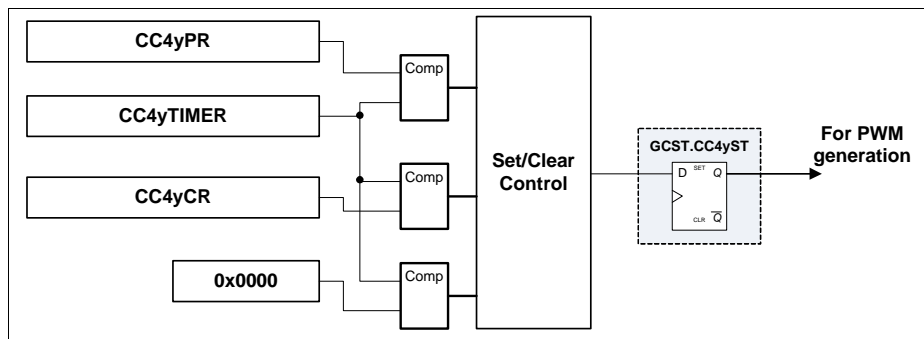 CC4yPR
Comp
CC4yTIMER
Set/Clear
Control
GCST.CC4yST
For PWM
generation
D
SET
Q
CLR
Q
Comp
CC4yCR
Comp
0x0000